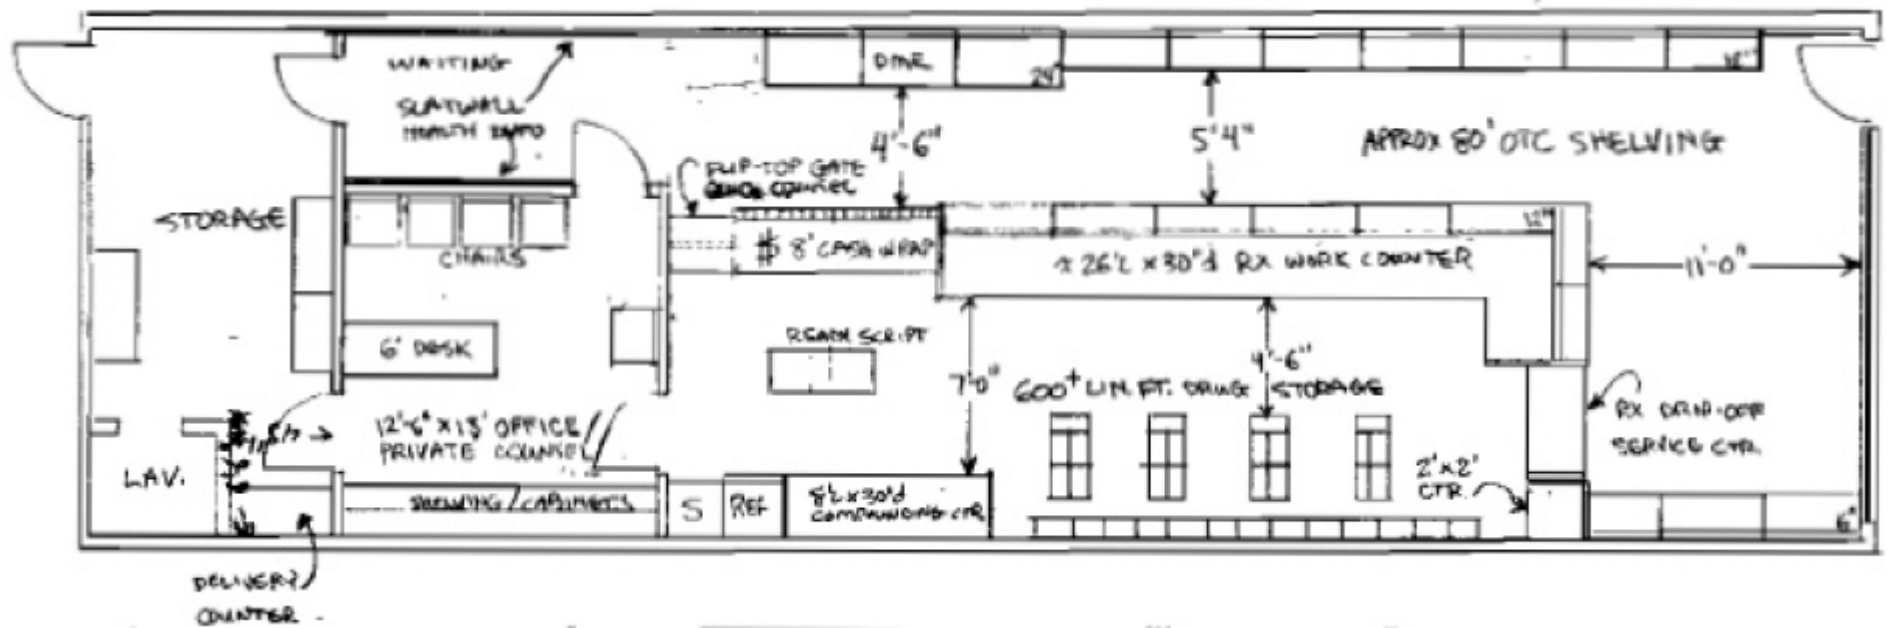 WAITING
SLATWALL
HEALTH INFO
DME
24"
18"
4'-6"
5'4"
APPROX 80' OTC SHELVING
FLIP-TOP GATE
COUNSEL
STORAGE
CHAIRS
$ 8' CASH WRAP
12"
26'L x 30"d RX WORK COUNTER
11'-0"
6' DESK
READY SCRIPT
7'-0"
4'-6"
600+ LIN. FT. DRUG STORAGE
12'-6" x 13' OFFICE/
PRIVATE COUNSEL
RX DROP-OFF
SERVICE CTR.
2'x2'
CTR.
LAV.
SHELVING/CABINETS
S
REF
8'L x 30"d
COMPOUNDING CTR
6"
DELIVERY
COUNTER